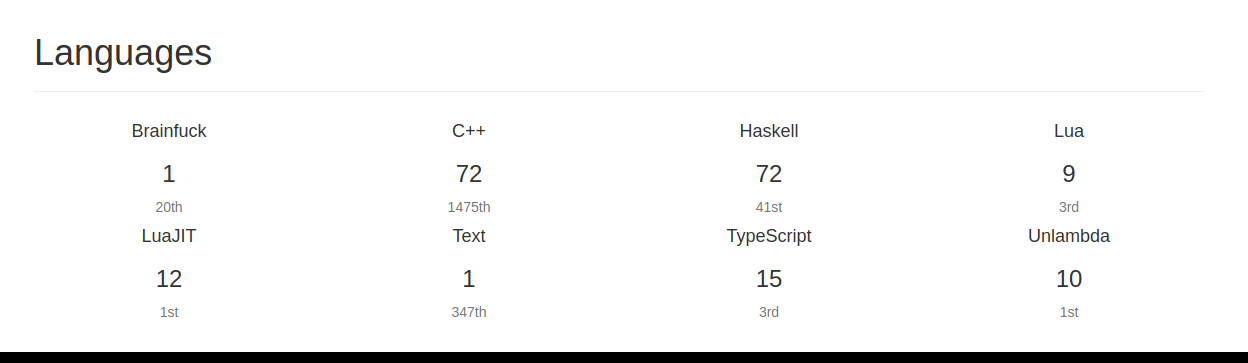 Languages
Brainfuck C++ Haskell Lua
1 72 72 9
20th 1475th 41st 3rd
LuaJIT Text TypeScript Unlambda
12 1 15 10
1st 347th 3rd 1st